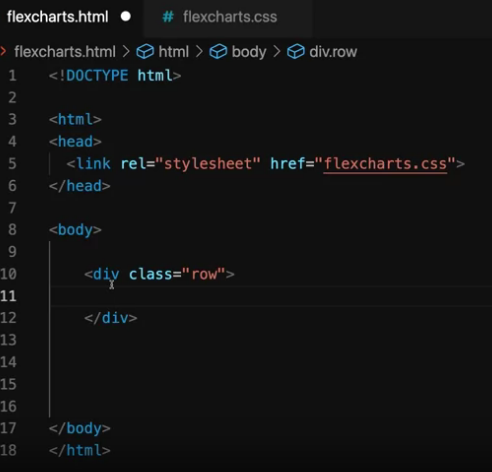 flexcharts.html ● # flexcharts.css
> flexcharts.html > html > body > div.row
1 <!DOCTYPE html>
2
3 <html>
4 <head>
5 <link rel="stylesheet" href="flexcharts.css">
6 </head>
7
8 <body>
9
10 <div class="row">
11
12 </div>
13
14
15
16
17 </body>
18 </html>